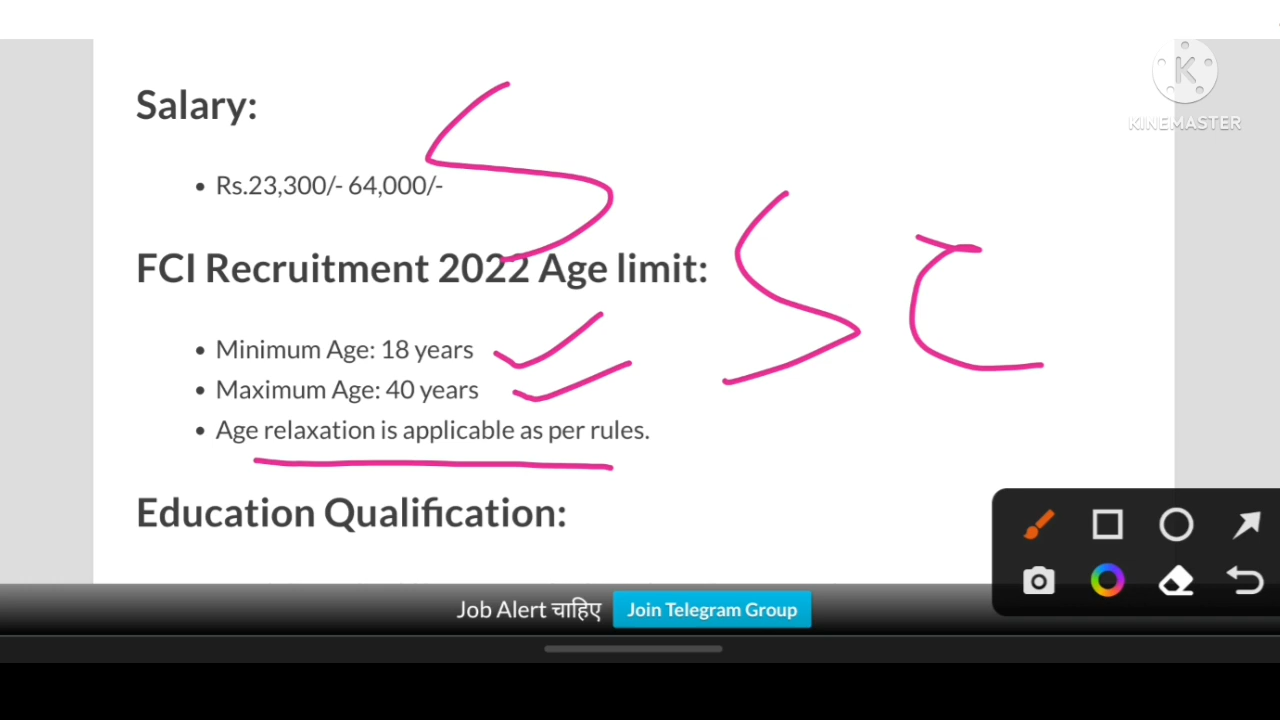 KINEMASTER
Salary:
• Rs.23,300/- 64,000/-
S
FCI Recruitment 2022 Age limit:
SC
• Minimum Age: 18 years
• Maximum Age: 40 years
• Age relaxation is applicable as per rules.
Education Qualification:
Job Alert चाहिए Join Telegram Group